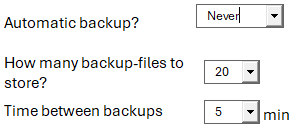 Automatic backup? Never
How many backup-files to
store? 20
Time between backups 5 min